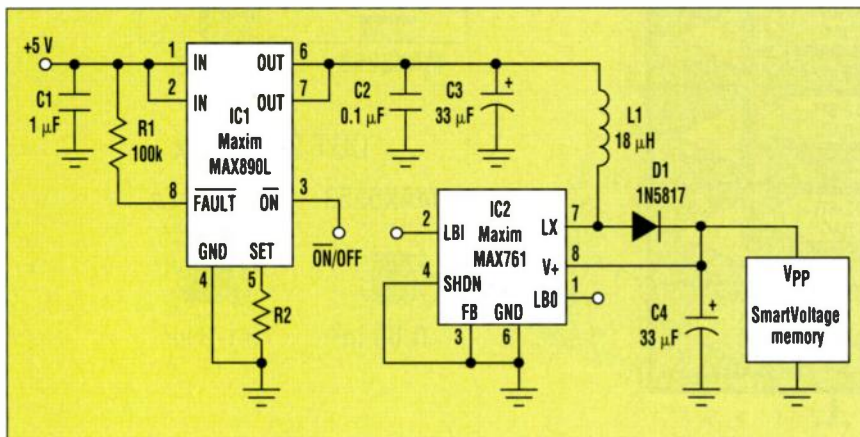 +5 V
C1
1 µF
R1
100k
1
2
8
IN
IN
FAULT
GND
4
IC1
Maxim
MAX890L
OUT
OUT
ON
SET
5
6
7
3
R2
ON/OFF
C2
0.1 µF
C3
+
33 µF
L1
18 µH
D1
1N5817
2
4
LBI
SHDN
FB
3
IC2
Maxim
MAX761
LX
V+
LBO
GND
6
7
8
1
C4
+
33 µF
VPP
SmartVoltage
memory